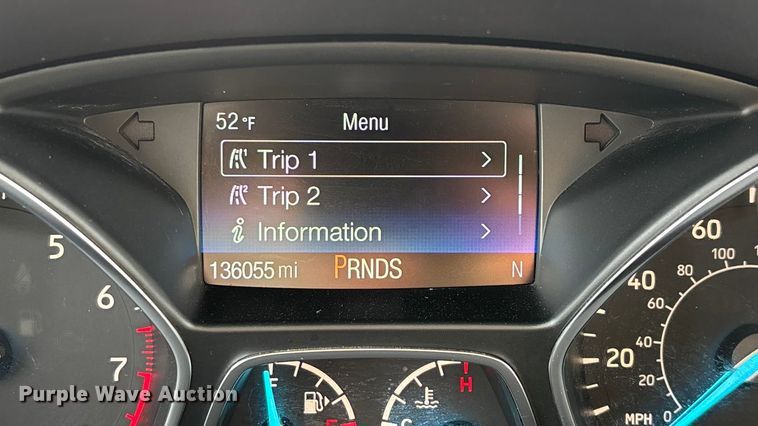 52°F Menu
Trip 1 >
Trip 2 >
Information >
136055 mi PRNDS N
5
6
7
60
40
20
MPH
100
80
60
40
20
0
F
E
H
C
Purple Wave Auction